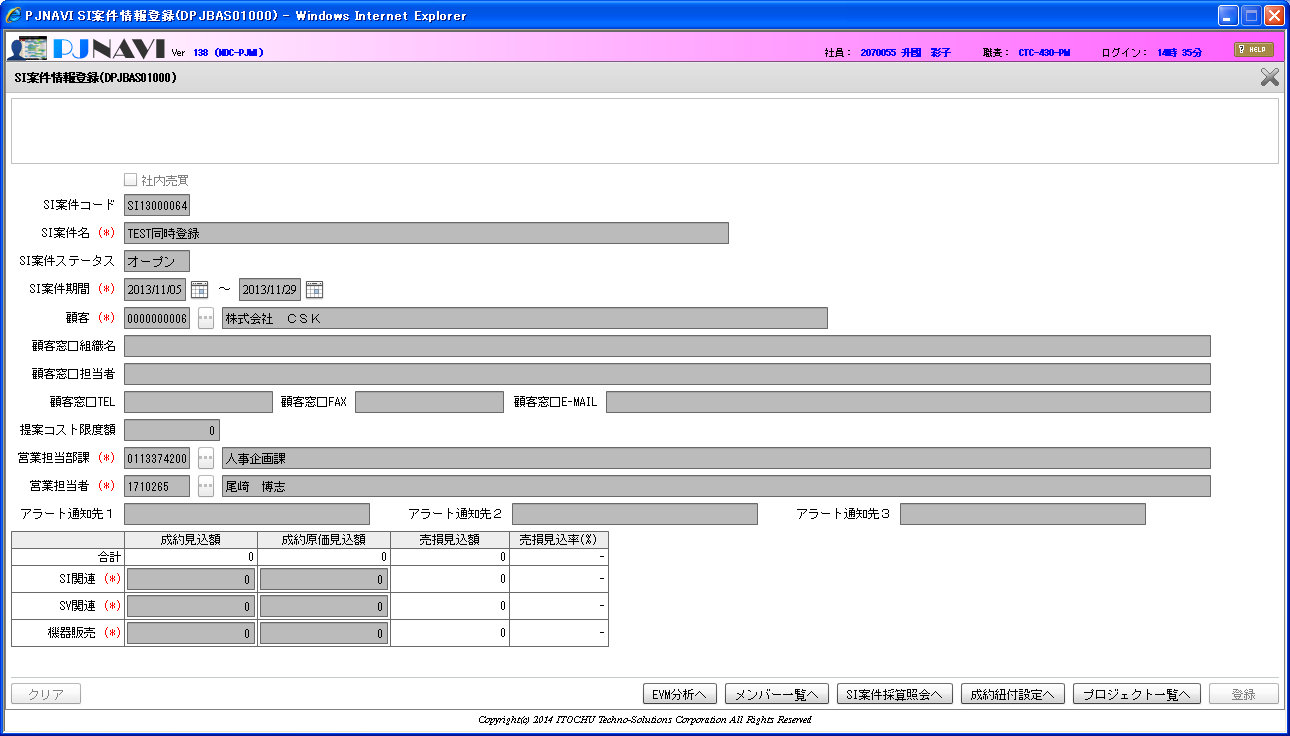 PJNAVI SI案件情報登録(DPJBAS01000) - Windows Internet Explorer
PJNAVI Ver 138 (NDC-PJM) 社員： 2070055 升國 彩子 職責： CTC-430-PM ログイン： 14時 35分 HELP
SI案件情報登録(DPJBAS01000)
社内売買
SI案件コード SI13000064
SI案件名 (*) TEST同時登録
SI案件ステータス オープン
SI案件期間 (*) 2013/11/05 ～ 2013/11/29
顧客 (*) 0000000006 ... 株式会社　ＣＳＫ
顧客窓口組織名
顧客窓口担当者
顧客窓口TEL 顧客窓口FAX 顧客窓口E-MAIL
提案コスト限度額 0
営業担当部課 (*) 0113374200 ... 人事企画課
営業担当者 (*) 1710265 ... 尾崎　博志
アラート通知先１ アラート通知先２ アラート通知先３
成約見込額 成約原価見込額 売損見込額 売損見込率(%)
合計 0 0 0 -
SI関連 (*) 0 0 0 -
SV関連 (*) 0 0 0 -
機器販売 (*) 0 0 0 -
クリア EVM分析へ メンバー一覧へ SI案件採算照会へ 成約紐付設定へ プロジェクト一覧へ 登録
Copyright(c) 2014 ITOCHU Techno-Solutions Corporation All Rights Reserved